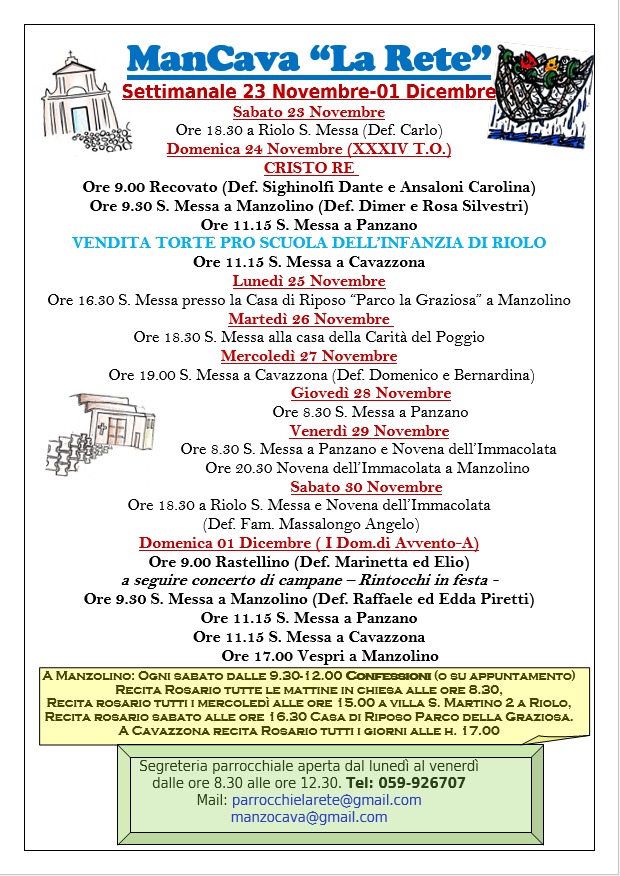 ManCava “La Rete”
Settimanale 23 Novembre-01 Dicembre
Sabato 23 Novembre
Ore 18.30 a Riolo S. Messa (Def. Carlo)
Domenica 24 Novembre (XXXIV T.O.)
CRISTO RE
Ore 9.00 Recovato (Def. Sighinolfi Dante e Ansaloni Carolina)
Ore 9.30 S. Messa a Manzolino (Def. Dimer e Rosa Silvestri)
Ore 11.15 S. Messa a Panzano
VENDITA TORTE PRO SCUOLA DELL’INFANZIA DI RIOLO
Ore 11.15 S. Messa a Cavazzona
Lunedì 25 Novembre
Ore 16.30 S. Messa presso la Casa di Riposo “Parco la Graziosa” a Manzolino
Martedì 26 Novembre
Ore 18.30 S. Messa alla casa della Carità del Poggio
Mercoledì 27 Novembre
Ore 19.00 S. Messa a Cavazzona (Def. Domenico e Bernardina)
Giovedì 28 Novembre
Ore 8.30 S. Messa a Panzano
Venerdì 29 Novembre
Ore 8.30 S. Messa a Panzano e Novena dell’Immacolata
Ore 20.30 Novena dell’Immacolata a Manzolino
Sabato 30 Novembre
Ore 18.30 a Riolo S. Messa e Novena dell’Immacolata
(Def. Fam. Massalongo Angelo)
Domenica 01 Dicembre ( I Dom.di Avvento-A)
Ore 9.00 Rastellino (Def. Marinetta ed Elio)
a seguire concerto di campane – Rintocchi in festa -
Ore 9.30 S. Messa a Manzolino (Def. Raffaele ed Edda Piretti)
Ore 11.15 S. Messa a Panzano
Ore 11.15 S. Messa a Cavazzona
Ore 17.00 Vespri a Manzolino
A Manzolino: Ogni sabato dalle 9.30-12.00 Confessioni (o su appuntamento)
Recita Rosario tutte le mattine in chiesa alle ore 8.30,
Recita rosario tutti i mercoledì alle ore 15.00 a villa S. Martino 2 a Riolo,
Recita rosario sabato alle ore 16.30 Casa di Riposo Parco della Graziosa.
A Cavazzona recita Rosario tutti i giorni alle h. 17.00
Segreteria parrocchiale aperta dal lunedì al venerdì
dalle ore 8.30 alle ore 12.30. Tel: 059-926707
Mail: parrocchielarete@gmail.com
manzocava@gmail.com